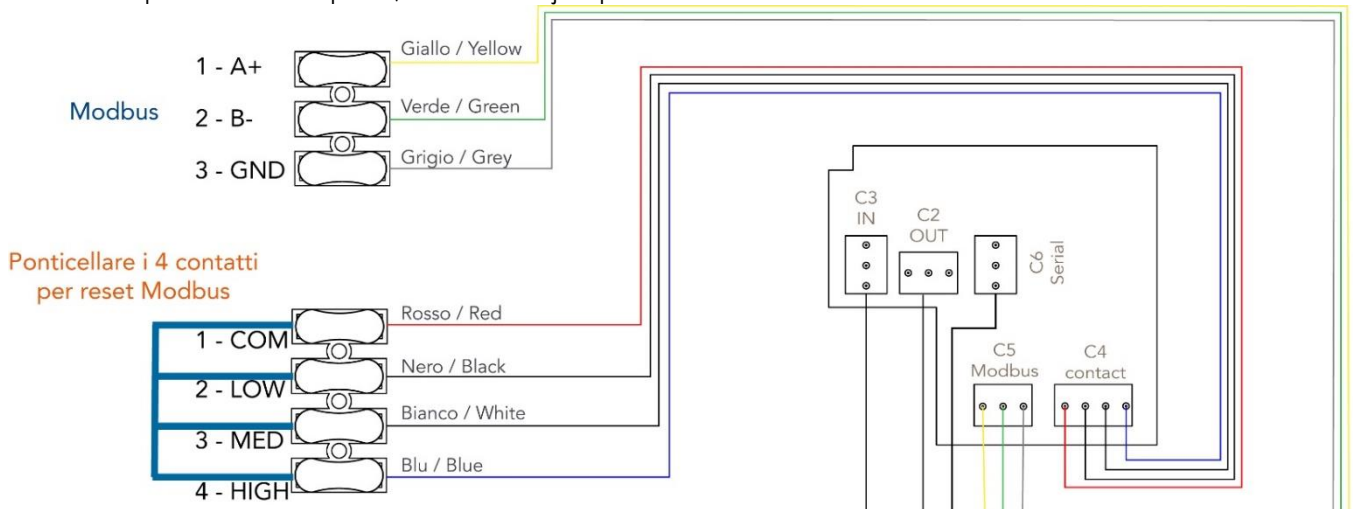 Giallo / Yellow
1 - A+
Modbus
2 - B-
Verde / Green
3 - GND
Grigio / Grey
Ponticellare i 4 contatti
per reset Modbus
Rosso / Red
1 - COM
Nero / Black
2 - LOW
Bianco / White
3 - MED
Blu / Blue
4 - HIGH
C3
IN
C2
OUT
C6
Serial
C5
Modbus
C4
contact